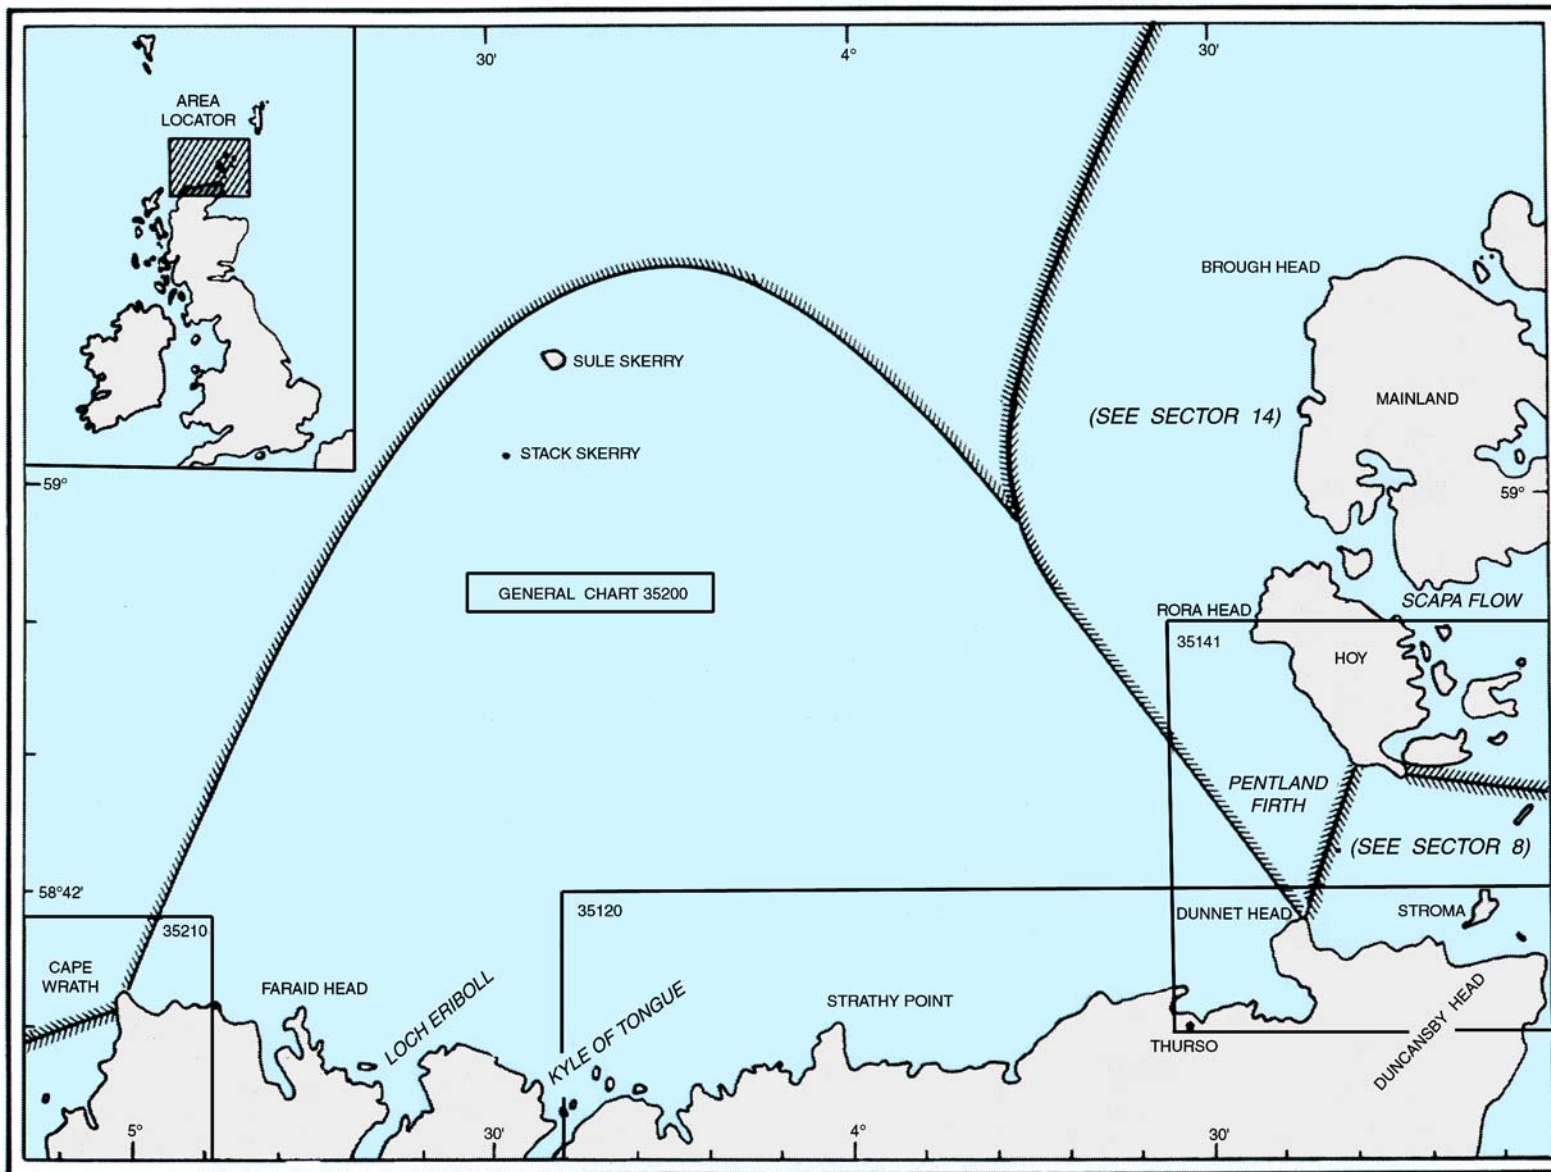 30'
4°
30'
AREA
LOCATOR
BROUGH HEAD
SULE SKERRY
MAINLAND
(SEE SECTOR 14)
STACK SKERRY
59°
59°
GENERAL CHART 35200
SCAPA FLOW
RORA HEAD
35141
HOY
PENTLAND
FIRTH
(SEE SECTOR 8)
58°42'
35120
DUNNET HEAD
STROMA
35210
CAPE
WRATH
FARAID HEAD
LOCH ERIBOLL
KYLE OF TONGUE
STRATHY POINT
THURSO
DUNCANSBY HEAD
5°
30'
4°
30'